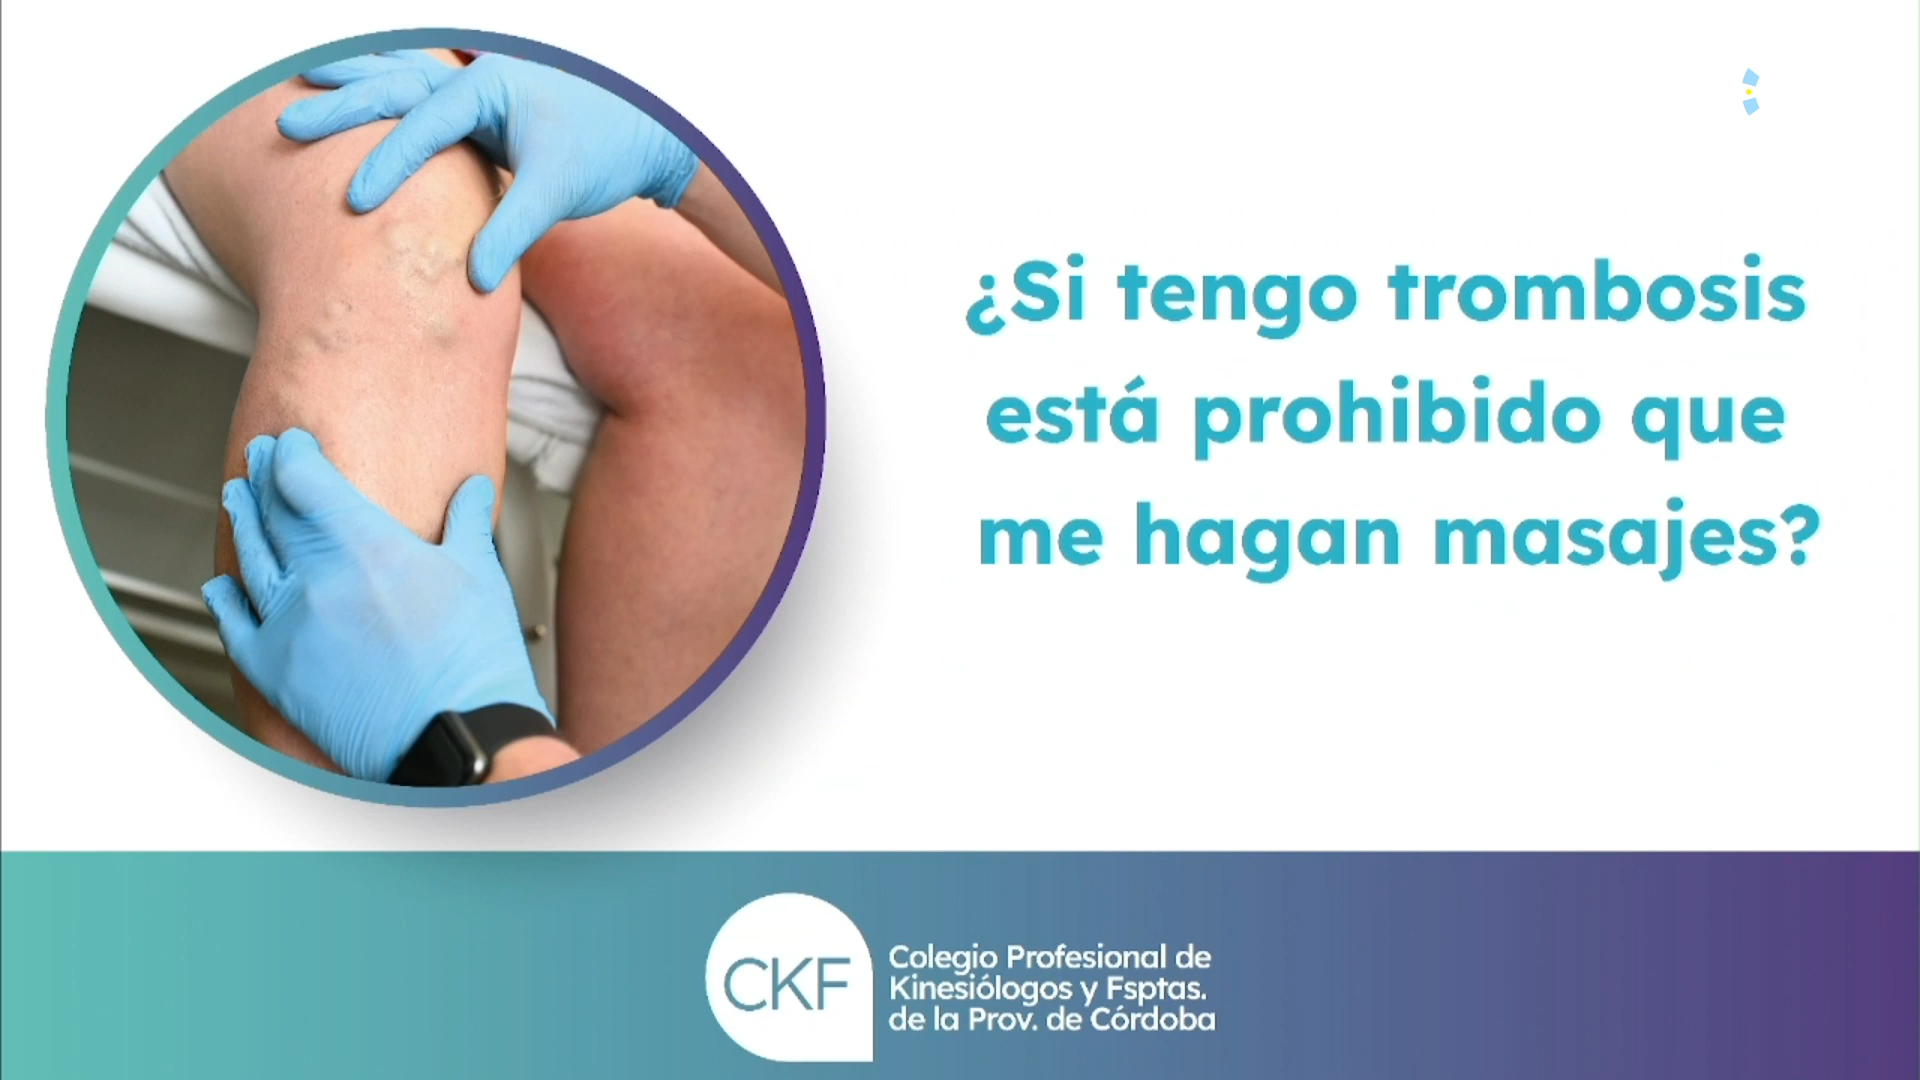 ¿Si tengo trombosis
está prohibido que
me hagan masajes?
CKF
Colegio Profesional de
Kinesiólogos y Fsptas.
de la Prov. de Córdoba